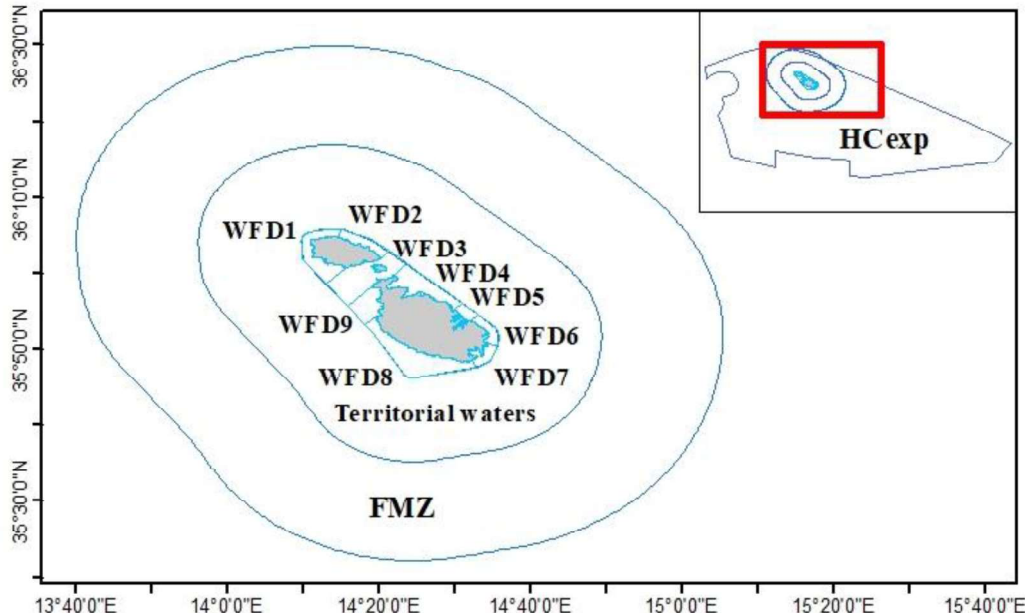 36°30'0"N
36°10'0"N
35°50'0"N
35°30'0"N
HCexp
WFD1
WFD2
WFD3
WFD4
WFD5
WFD9
WFD6
WFD8
WFD7
Territorial waters
FMZ
13°40'0"E
14°0'0"E
14°20'0"E
14°40'0"E
15°0'0"E
15°20'0"E
15°40'0"E